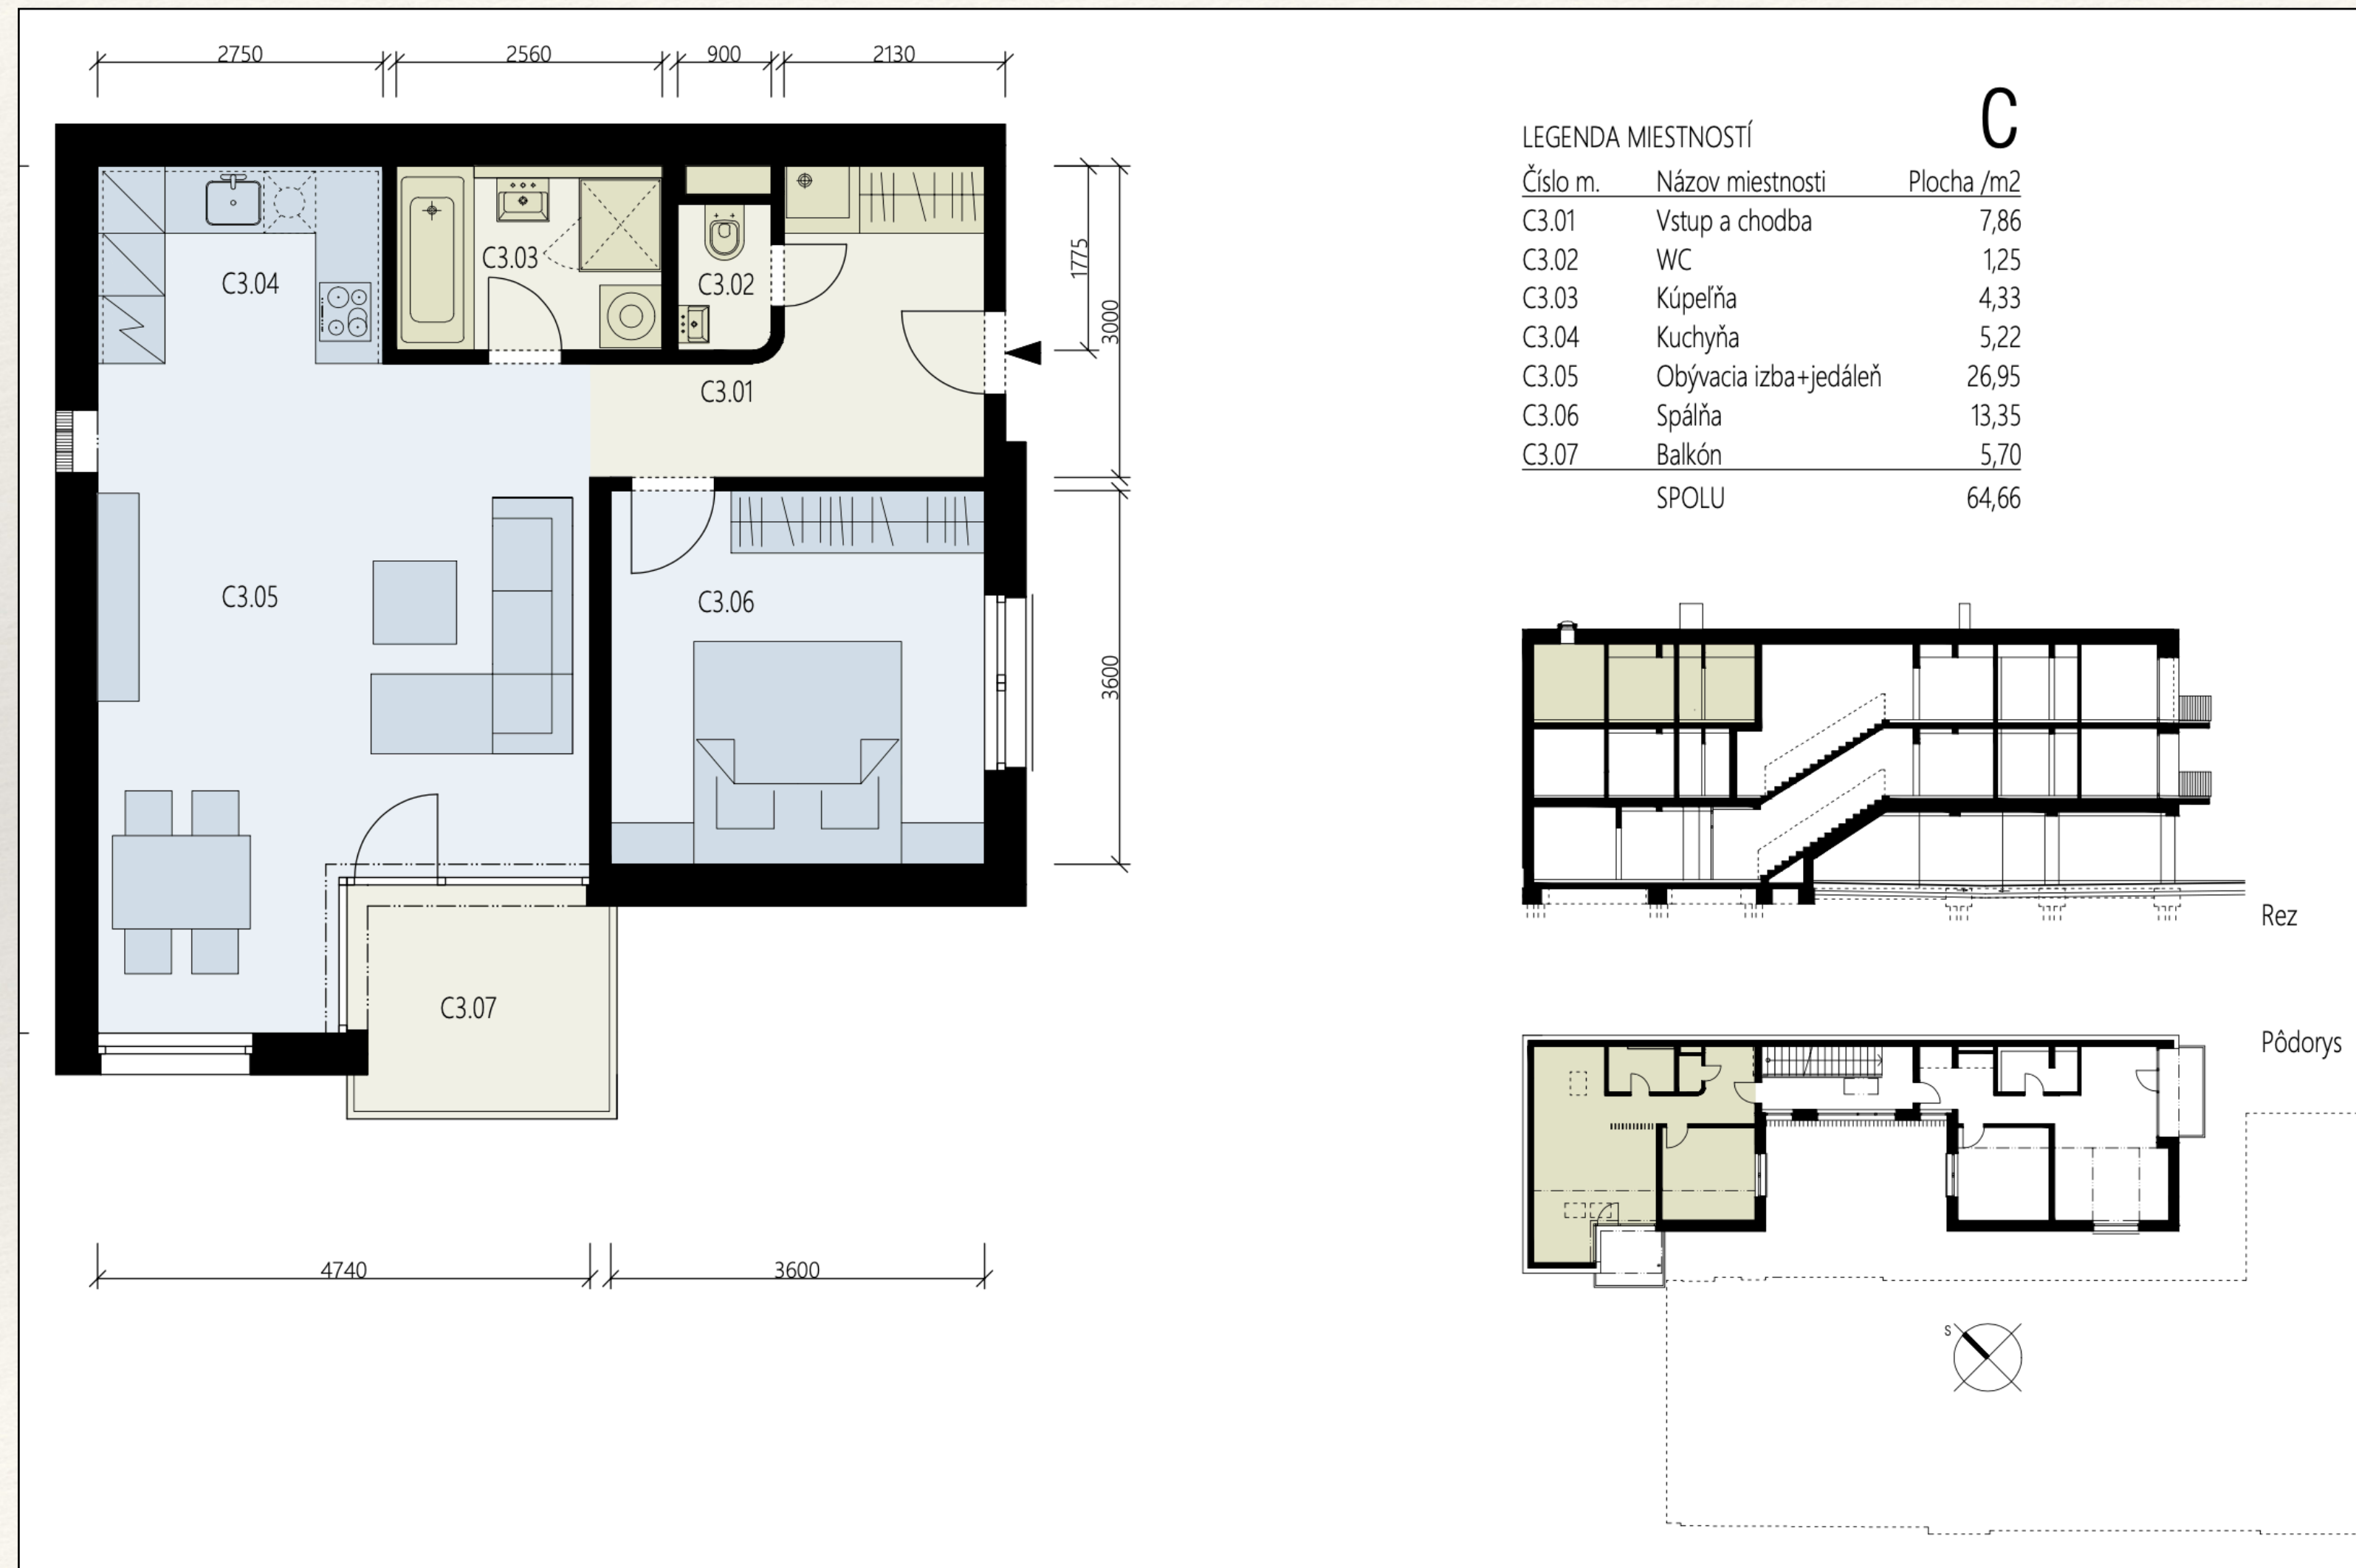 2750 2560 900 2130
C
LEGENDA MIESTNOSTÍ
Číslo m. Názov miestnosti Plocha /m2
C3.01 Vstup a chodba 7,86
C3.02 WC 1,25
C3.03 Kúpeľňa 4,33
C3.04 Kuchyňa 5,22
C3.05 Obývacia izba+jedáleň 26,95
C3.06 Spálňa 13,35
C3.07 Balkón 5,70
SPOLU 64,66
C3.04
C3.03
C3.02
1775
3000
C3.01
C3.05
C3.06
3600
C3.07
4740 3600
Rez
Pôdorys
S